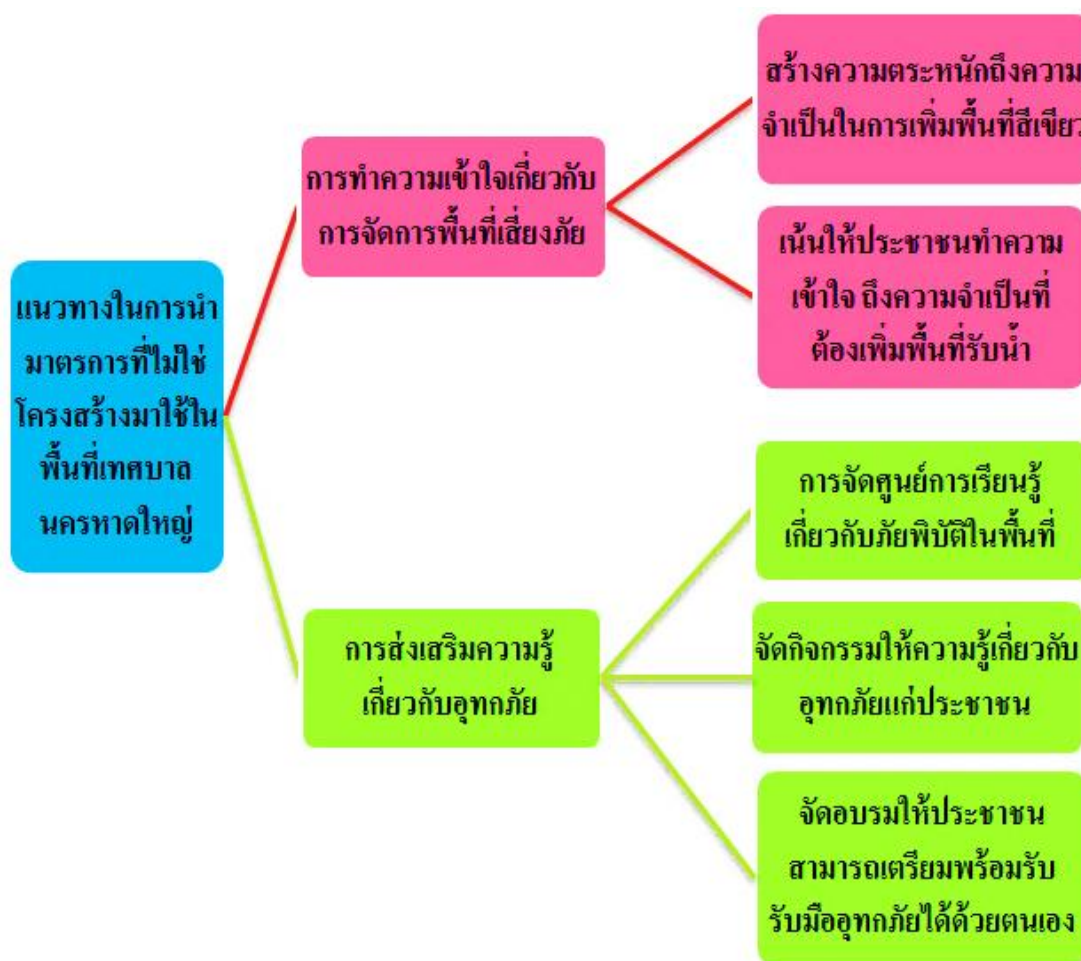 แนวทางในการนำ
มาตรการที่ไม่ใช่
โครงสร้างมาใช้ใน
พื้นที่เทศบาล
นครหาดใหญ่
การทำความเข้าใจเกี่ยวกับ
การจัดการพื้นที่เสี่ยงภัย
สร้างความตระหนักถึงความ
จำเป็นในการเพิ่มพื้นที่สีเขียว
เน้นให้ประชาชนทำความ
เข้าใจ ถึงความจำเป็นที่
ต้องเพิ่มพื้นที่รับน้ำ
การส่งเสริมความรู้
เกี่ยวกับอุทกภัย
การจัดศูนย์การเรียนรู้
เกี่ยวกับภัยพิบัติในพื้นที่
จัดกิจกรรมให้ความรู้เกี่ยวกับ
อุทกภัยแก่ประชาชน
จัดอบรมให้ประชาชน
สามารถเตรียมพร้อมรับ
รับมืออุทกภัยได้ด้วยตนเอง